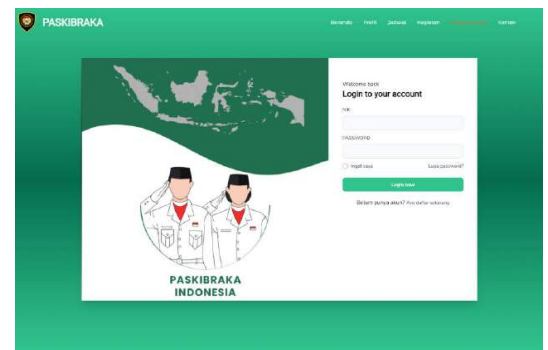 PASKIBRAKA
Beranda Profil Jadwal Kegiatan Kontak
Welcome back
Login to your account
NIK
PASSWORD
Ingat saya Lupa password?
Login saya
Belum punya akun? Ayo daftar sekarang
PASKIBRAKA
INDONESIA